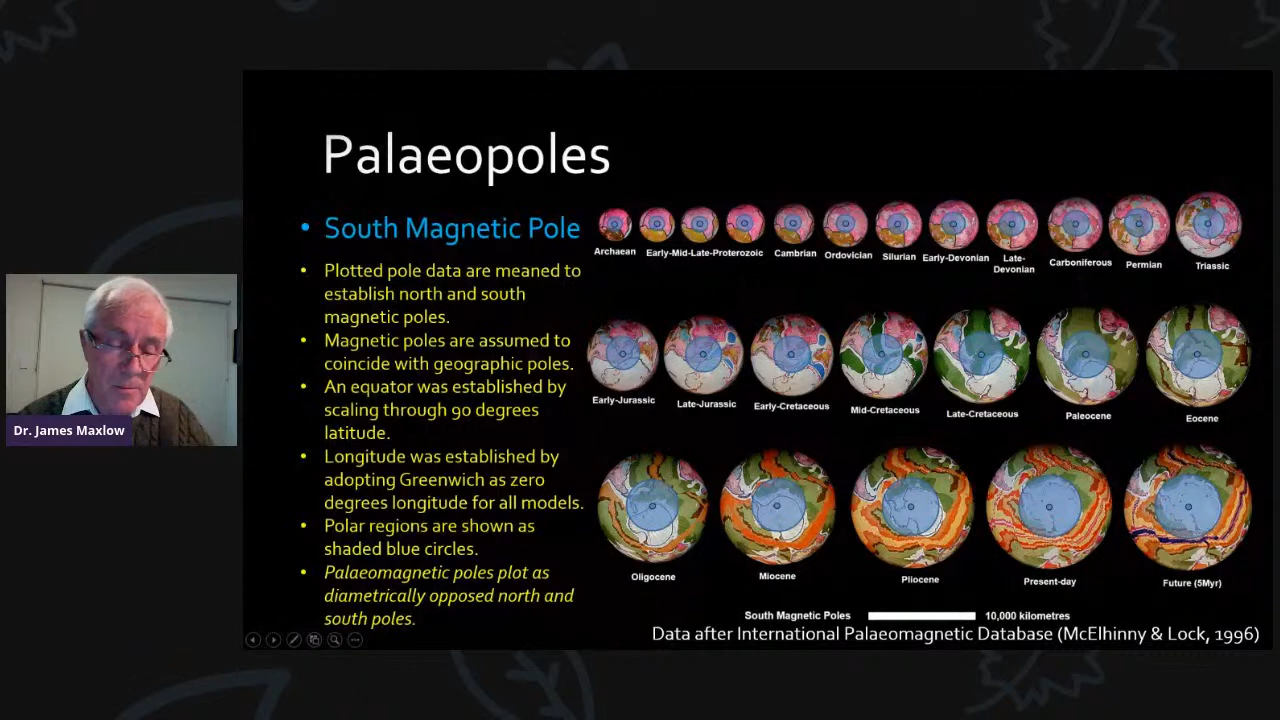 Palaeopoles
• South Magnetic Pole
• Plotted pole data are meaned to
establish north and south
magnetic poles.
• Magnetic poles are assumed to
coincide with geographic poles.
• An equator was established by
scaling through 90 degrees
latitude.
• Longitude was established by
adopting Greenwich as zero
degrees longitude for all models.
• Polar regions are shown as
shaded blue circles.
• Palaeomagnetic poles plot as
diametrically opposed north and
south poles.
Archaean Early-Mid-Late-Proterozoic Cambrian Ordovician Silurian Early-Devonian Late-
Devonian Carboniferous Permian Triassic
Early-Jurassic Late-Jurassic Early-Cretaceous Mid-Cretaceous Late-Cretaceous Paleocene Eocene
Oligocene Miocene Pliocene Present-day Future (5Myr)
South Magnetic Poles 10,000 kilometres
Data after International Palaeomagnetic Database (McElhinny & Lock, 1996)
Dr. James Maxlow